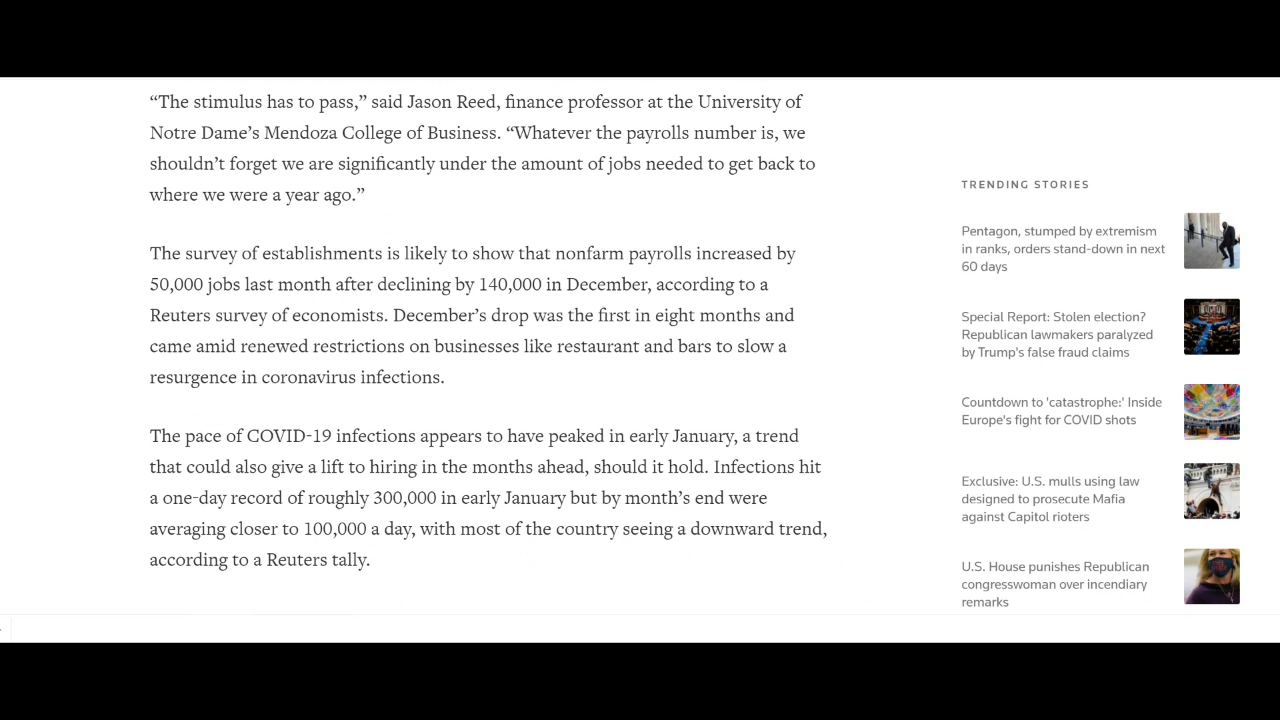 “The stimulus has to pass,” said Jason Reed, finance professor at the University of
Notre Dame’s Mendoza College of Business. “Whatever the payrolls number is, we
shouldn’t forget we are significantly under the amount of jobs needed to get back to
where we were a year ago.”
The survey of establishments is likely to show that nonfarm payrolls increased by
50,000 jobs last month after declining by 140,000 in December, according to a
Reuters survey of economists. December’s drop was the first in eight months and
came amid renewed restrictions on businesses like restaurant and bars to slow a
resurgence in coronavirus infections.
The pace of COVID-19 infections appears to have peaked in early January, a trend
that could also give a lift to hiring in the months ahead, should it hold. Infections hit
a one-day record of roughly 300,000 in early January but by month’s end were
averaging closer to 100,000 a day, with most of the country seeing a downward trend,
according to a Reuters tally.
TRENDING STORIES
Pentagon, stumped by extremism
in ranks, orders stand-down in next
60 days
Special Report: Stolen election?
Republican lawmakers paralyzed
by Trump's false fraud claims
Countdown to 'catastrophe:' Inside
Europe's fight for COVID shots
Exclusive: U.S. mulls using law
designed to prosecute Mafia
against Capitol rioters
U.S. House punishes Republican
congresswoman over incendiary
remarks